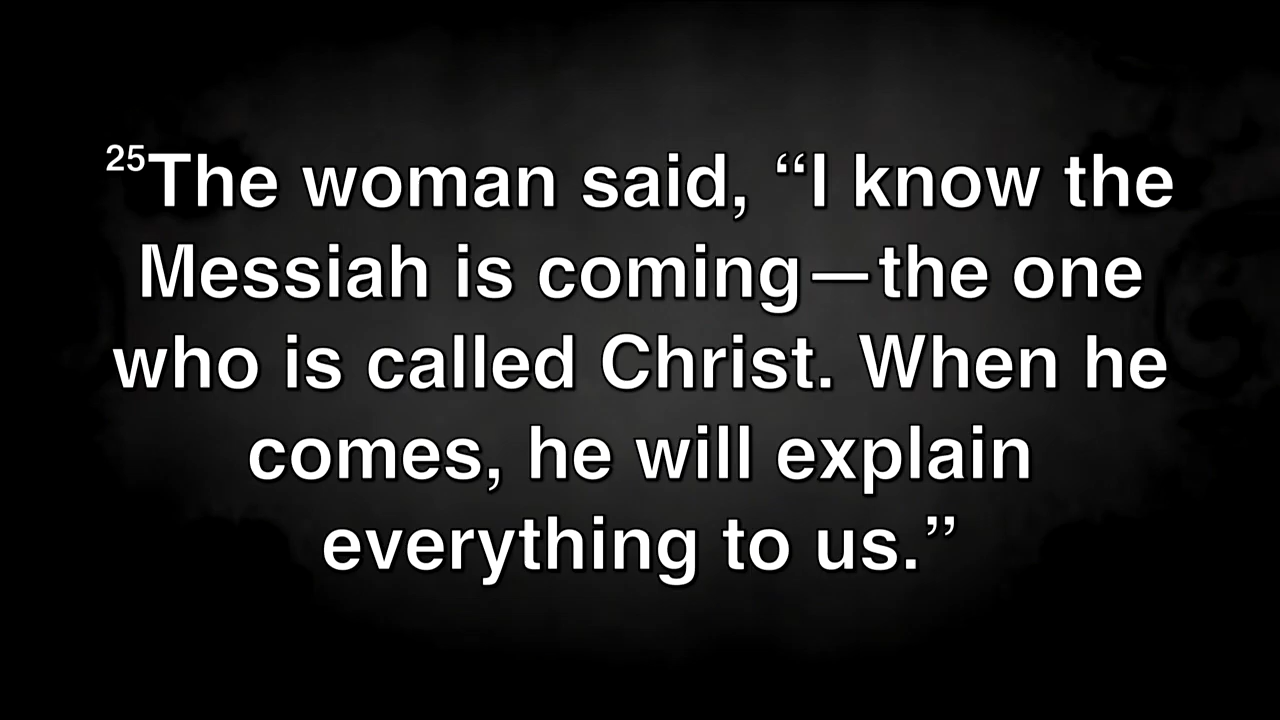 ²⁵The woman said, “I know the
Messiah is coming—the one
who is called Christ. When he
comes, he will explain
everything to us.”